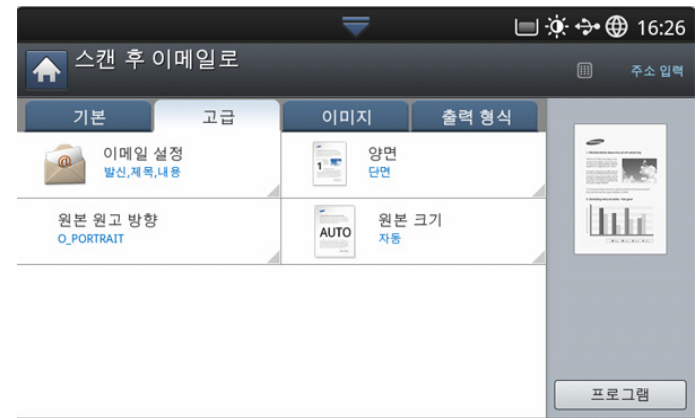 16:26
스캔 후 이메일로
주소 입력
기본
고급
이미지
출력 형식
이메일 설정
발신,제목,내용
1
양면
단면
원본 원고 방향
O_PORTRAIT
AUTO
원본 크기
자동
프로그램